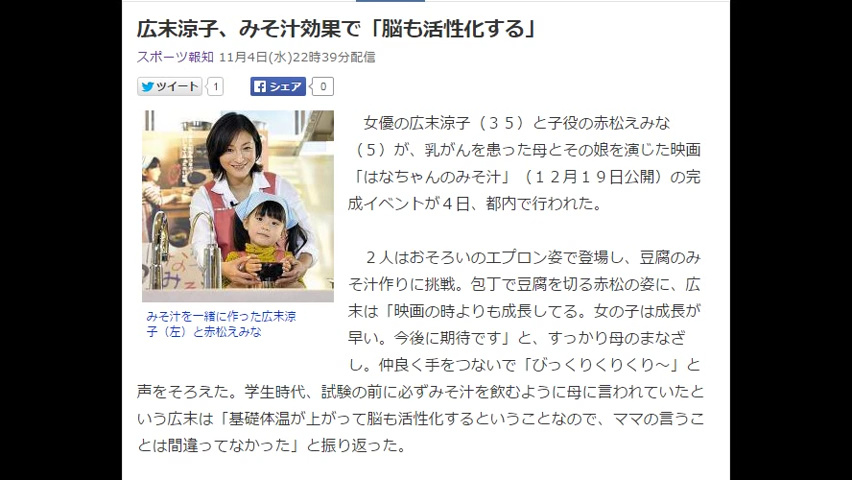 広末涼子、みそ汁効果で「脳も活性化する」
スポーツ報知 11月4日(水)22時39分配信
ツイート 1 シェア 0
女優の広末涼子（３５）と子役の赤松えみな
（５）が、乳がんを患った母とその娘を演じた映画
「はなちゃんのみそ汁」（１２月１９日公開）の完
成イベントが４日、都内で行われた。
２人はおそろいのエプロン姿で登場し、豆腐のみ
そ汁作りに挑戦。包丁で豆腐を切る赤松の姿に、広
末は「映画の時よりも成長してる。女の子は成長が
早い。今後に期待です」と、すっかり母のまなざ
し。仲良く手をつないで「びっくりくりくり～」と
声をそろえた。学生時代、試験の前に必ずみそ汁を飲むように母に言われていたと
いう広末は「基礎体温が上がって脳も活性化するということなので、ママの言うこ
とは間違ってなかった」と振り返った。
みそ汁を一緒に作った広末涼
子（左）と赤松えみな